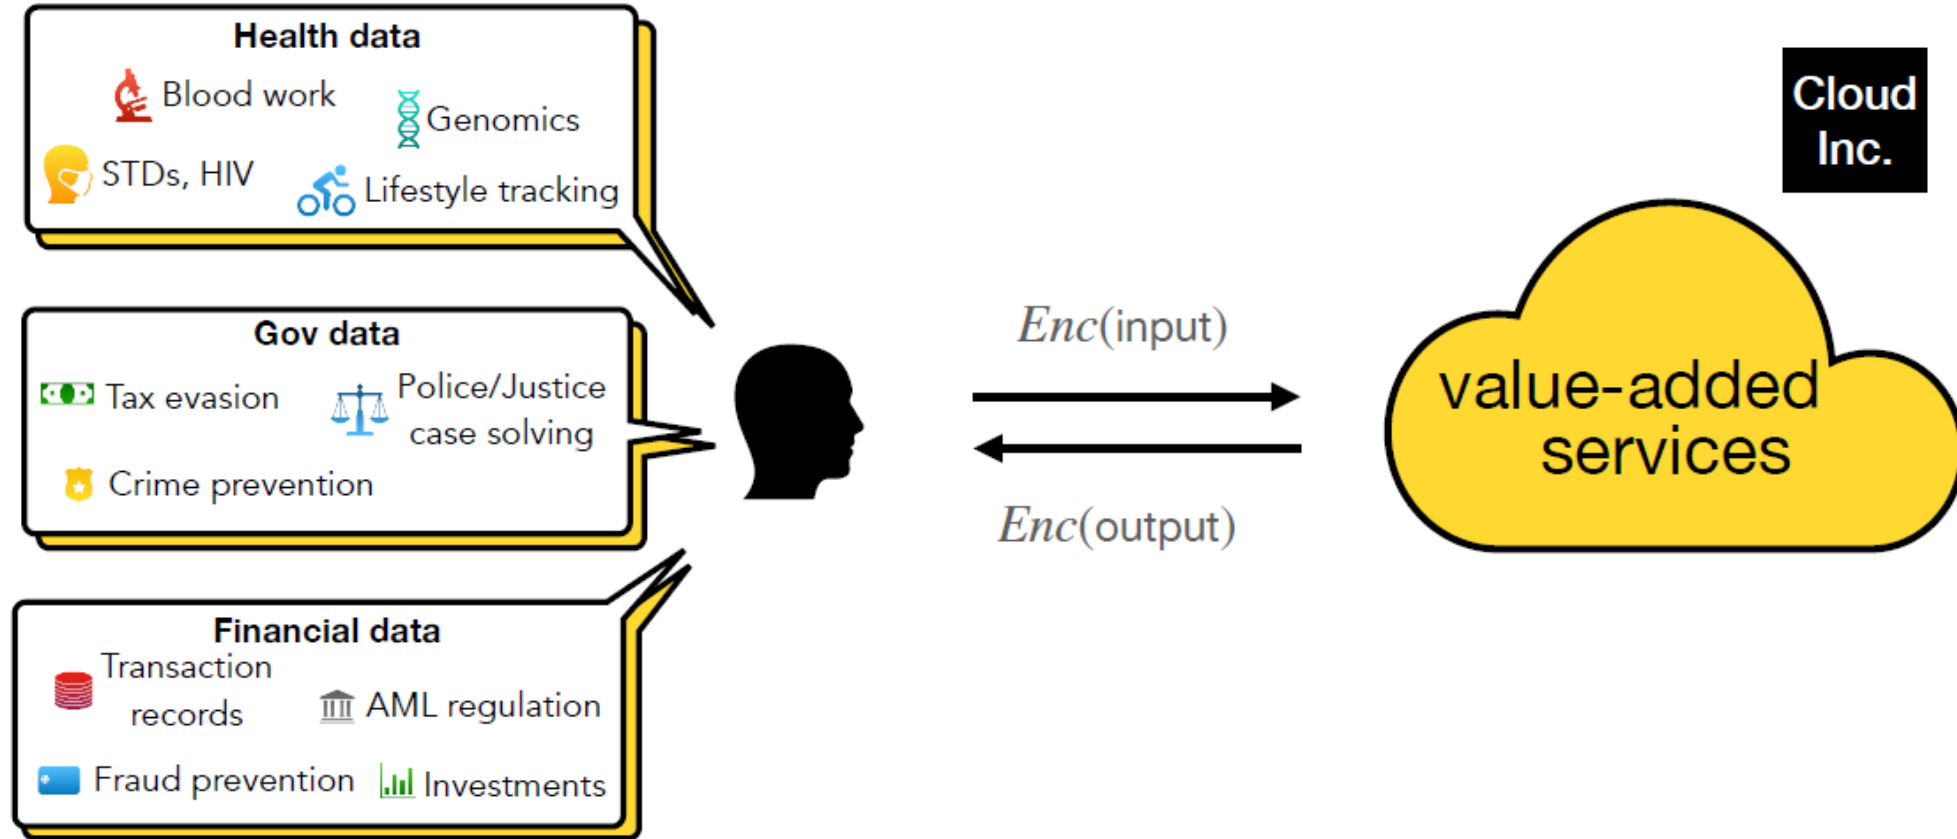 Health data
Blood work
Genomics
STDs, HIV
Lifestyle tracking
Gov data
Tax evasion
Police/Justice
case solving
Crime prevention
Financial data
Transaction
records
AML regulation
Fraud prevention
Investments
Enc(input)
Enc(output)
Cloud
Inc.
value-added
services